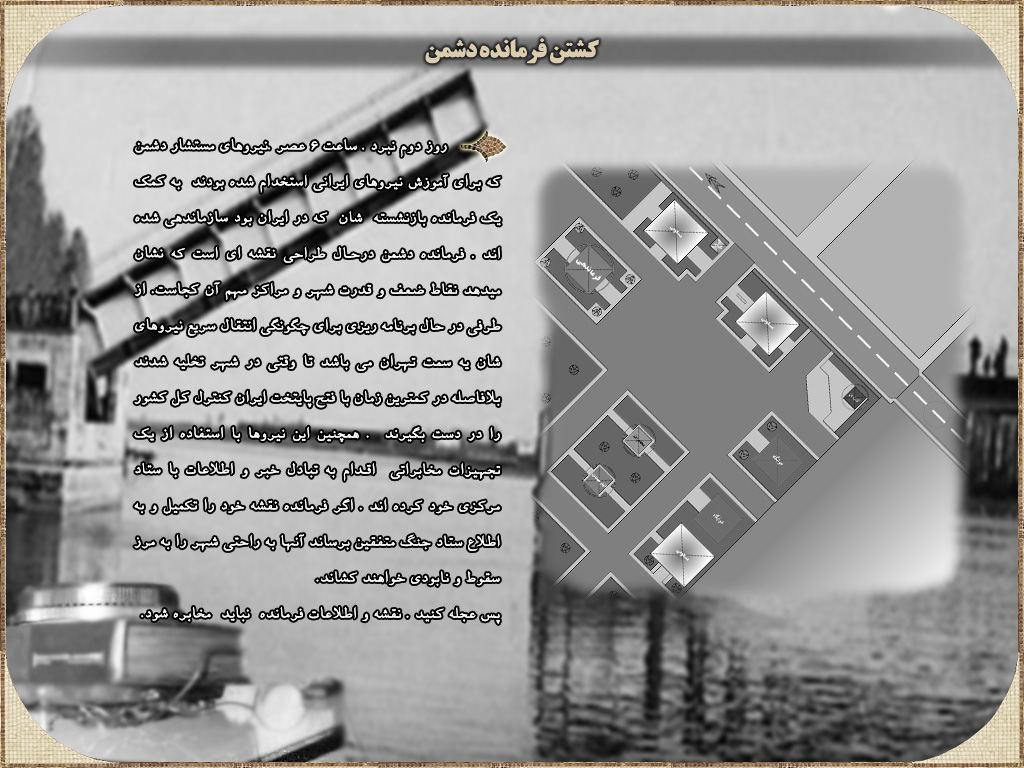 کشتن فرمانده دشمن
روز دوم نبرد . ساعت ۶ عصر .نیروهای مستشار دشمن
که برای آموزش نیروهای ایرانی استخدام شده بودند به کمک
یک فرمانده بازنشسته شان که در ایران بود سازماندهی شده
اند . فرمانده دشمن درحال طراحی نقشه ای است که نشان
میدهد نقاط ضعف و قدرت شهر و مراکز مهم آن کجاست. از
طرفی در حال برنامه ریزی برای چگونگی انتقال سریع نیروهای
شان به سمت تهران می باشد تا وقتی در شهر تخلیه شدند
بلافاصله در کمترین زمان با فتح پایتخت ایران کنترل کل کشور
را در دست بگیرند . همچنین این نیروها با استفاده از یک
تجهیزات مخابراتی اقدام به تبادل خبر و اطلاعات با ستاد
مرکزی خود کرده اند . اگر فرمانده نقشه خود را تکمیل و به
اطلاع ستاد جنگ متفقین برساند آنها به راحتی شهر را به مرز
سقوط و نابودی خواهند کشاند.
پس عجله کنید . نقشه و اطلاعات فرمانده نباید مخابره شود.
فرماندهی